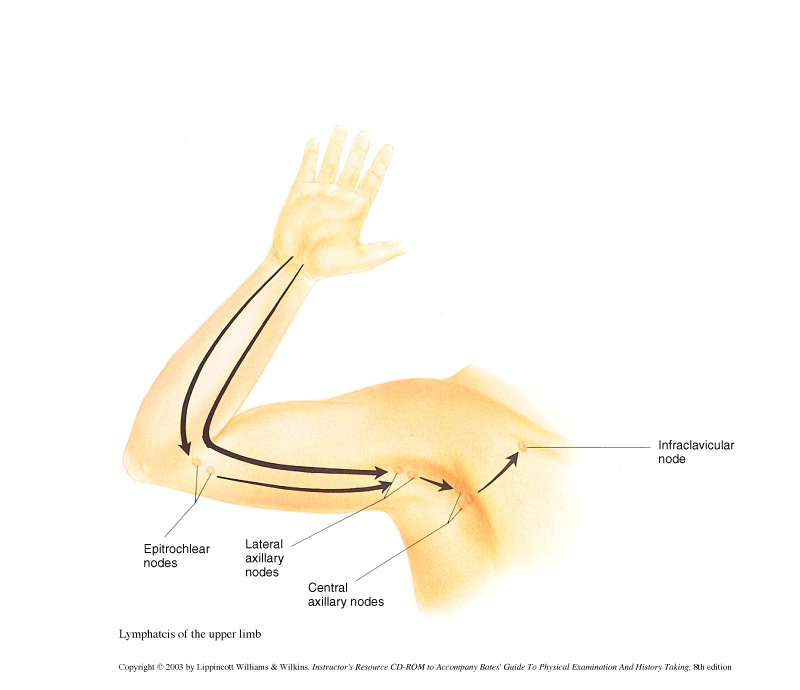 Infraclavicular
node
Epitrochlear
nodes
Lateral
axillary
nodes
Central
axillary nodes
Lymphatcis of the upper limb
Copyright © 2003 by Lippincott Williams & Wilkins. Instructor's Resource CD-ROM to Accompany Bates' Guide To Physical Examination And History Taking, 8th edition